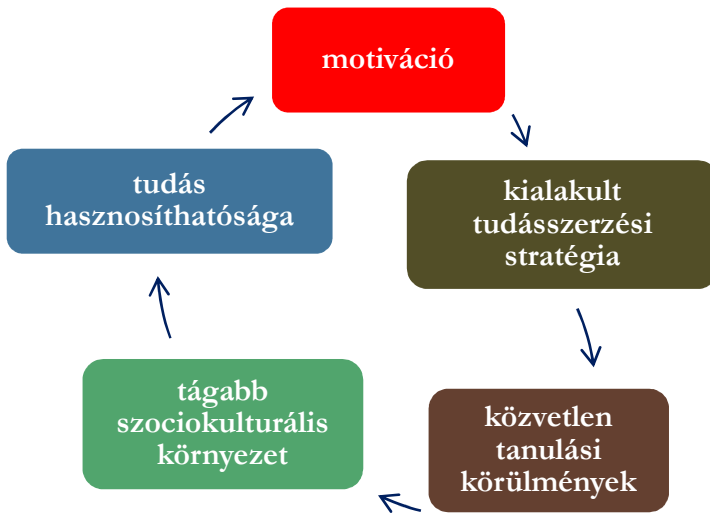 motiváció
kialakult
tudásszerzési
stratégia
közvetlen
tanulási
körülmények
tágabb
szociokulturális
környezet
tudás
hasznosíthatósága